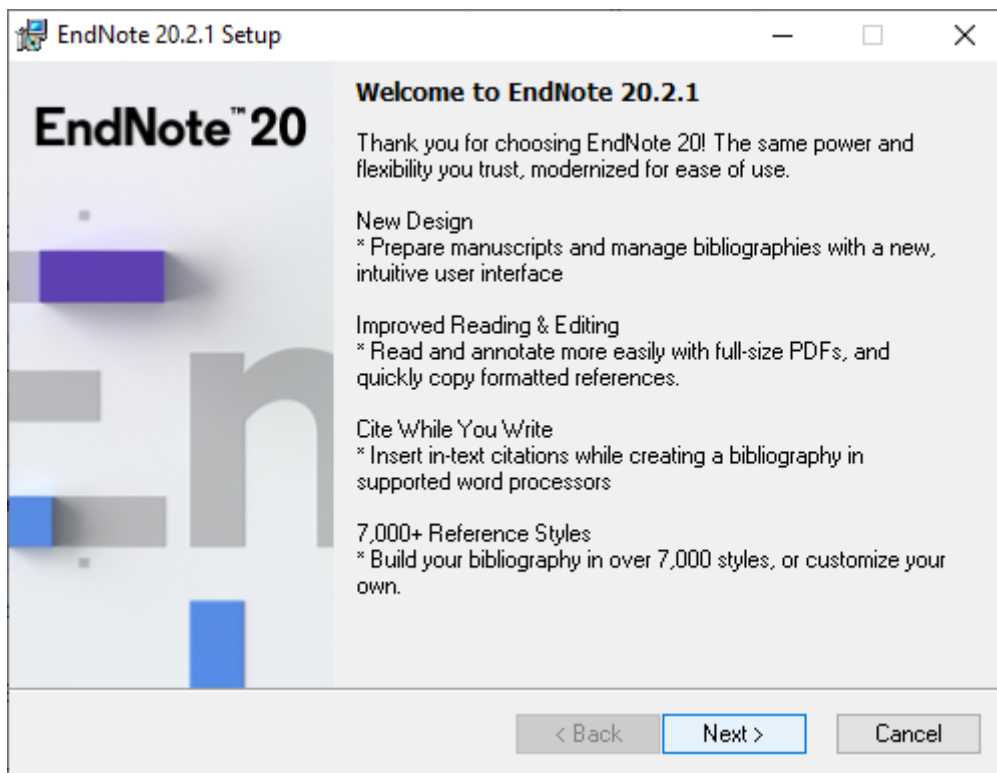 EndNote 20.2.1 Setup
EndNote™20
En
Welcome to EndNote 20.2.1
Thank you for choosing EndNote 20! The same power and
flexibility you trust, modernized for ease of use.
New Design
* Prepare manuscripts and manage bibliographies with a new,
intuitive user interface
Improved Reading & Editing
* Read and annotate more easily with full-size PDFs, and
quickly copy formatted references.
Cite While You Write
* Insert in-text citations while creating a bibliography in
supported word processors
7,000+ Reference Styles
* Build your bibliography in over 7,000 styles, or customize your
own.
< Back
Next >
Cancel